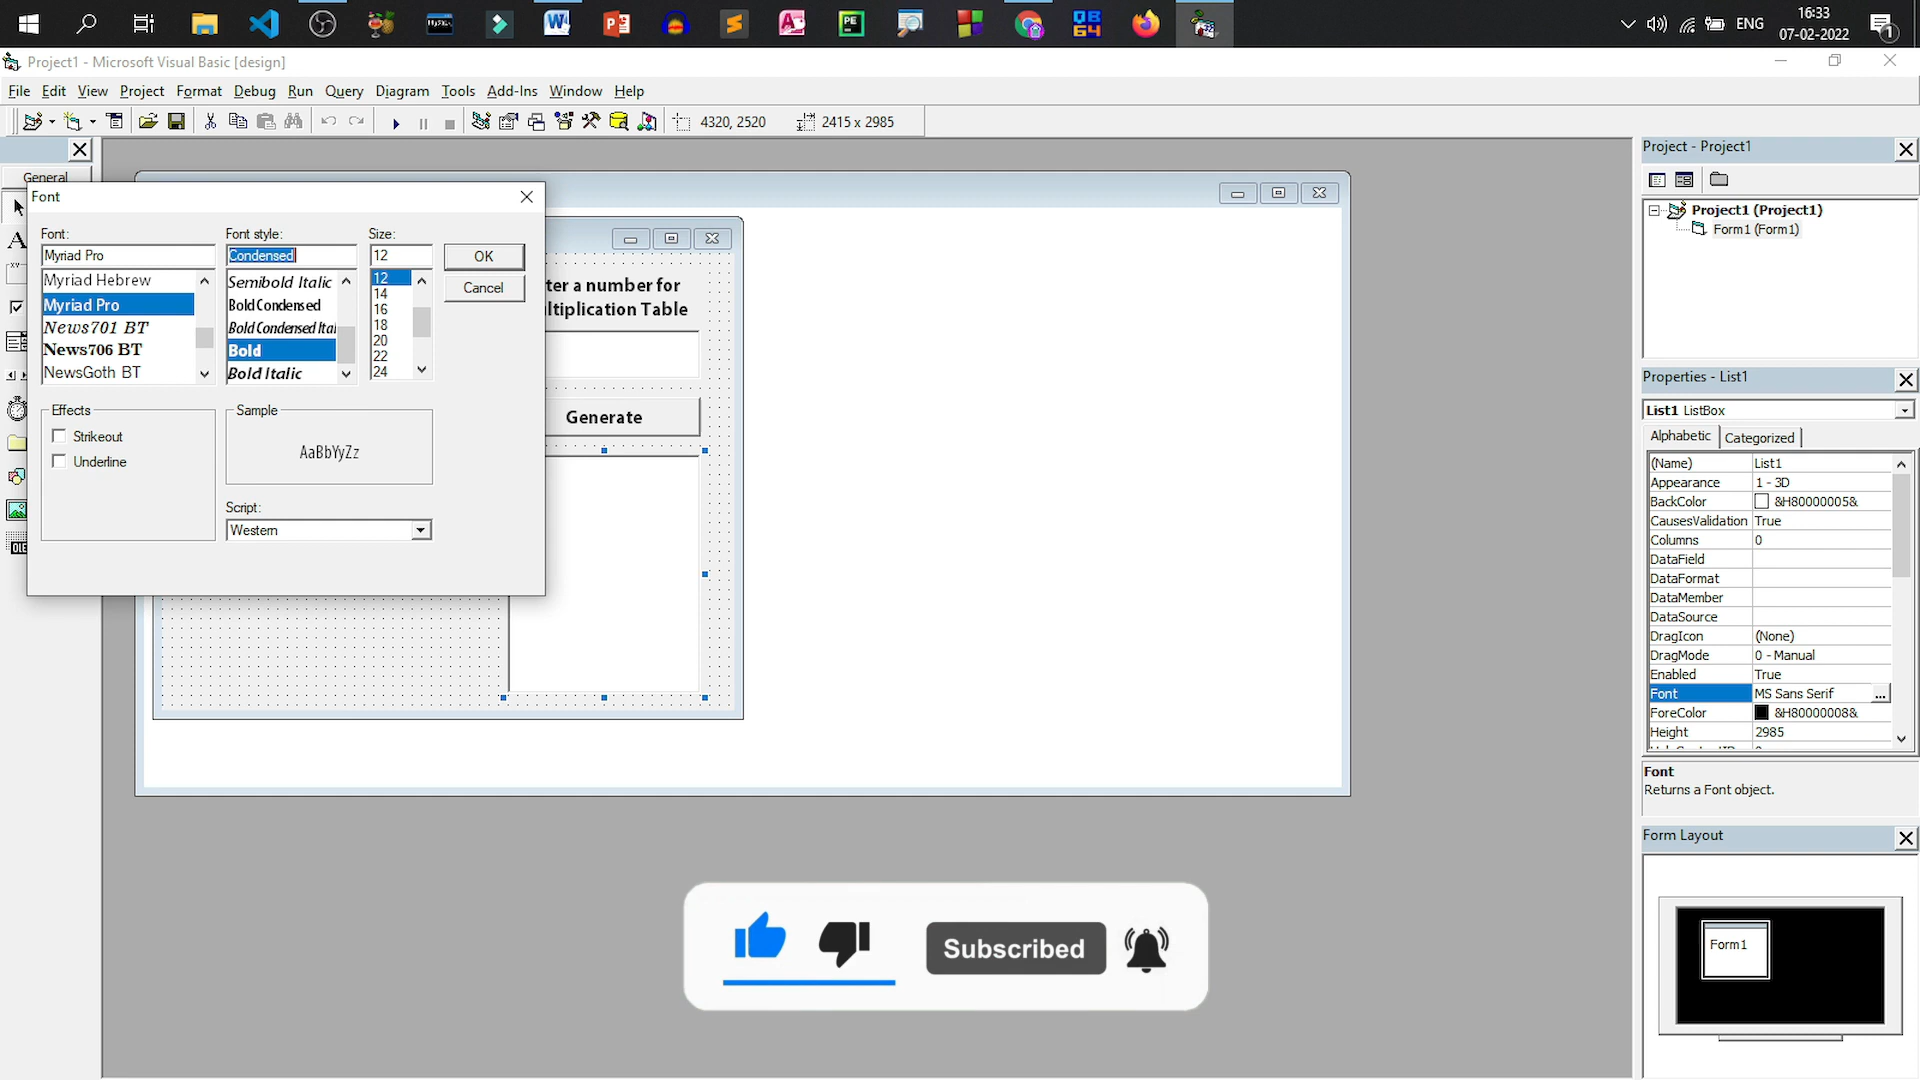 16:33
ENG
07-02-2022
1
Project1 - Microsoft Visual Basic [design]
File Edit View Project Format Debug Run Query Diagram Tools Add-Ins Window Help
4320, 2520
2415 x 2985
General
Font
Font:
Font style:
Size:
Myriad Pro
Condensed
12
OK
Cancel
Myriad Hebrew
Myriad Pro
News701 BT
News706 BT
NewsGoth BT
Semibold Italic
Bold Condensed
Bold Condensed Ital
Bold
Bold Italic
12
14
16
18
20
22
24
Effects
Strikeout
Underline
Sample
AaBbYyZz
Script:
Western
ter a number for
ltiplication Table
Generate
Project - Project1
Project1 (Project1)
Form1 (Form1)
Properties - List1
List1 ListBox
Alphabetic Categorized
(Name) List1
Appearance 1 - 3D
BackColor &H80000005&
CausesValidation True
Columns 0
DataField
DataFormat
DataMember
DataSource
DragIcon (None)
DragMode 0 - Manual
Enabled True
Font MS Sans Serif ...
ForeColor &H80000008&
Height 2985
Font
Returns a Font object.
Form Layout
Form1
Subscribed